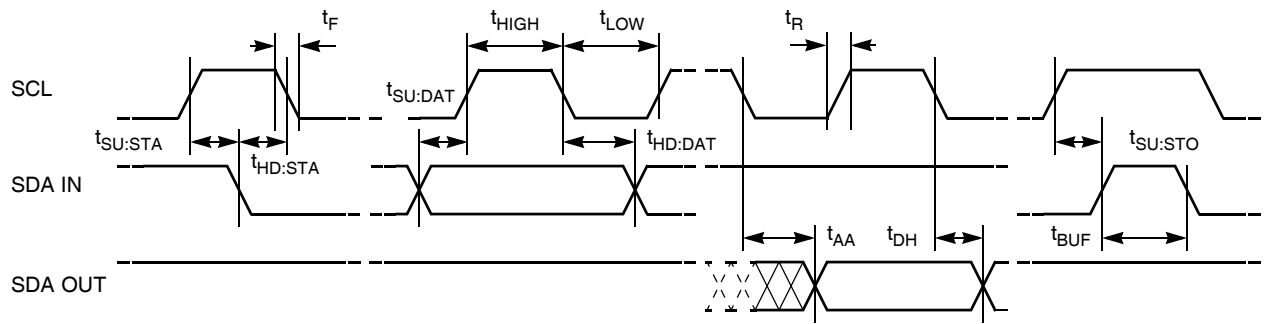 t_F
t_HIGH
t_LOW
t_R
SCL
t_SU:DAT
t_SU:STA
t_HD:STA
t_HD:DAT
t_SU:STO
SDA IN
t_AA
t_DH
t_BUF
SDA OUT